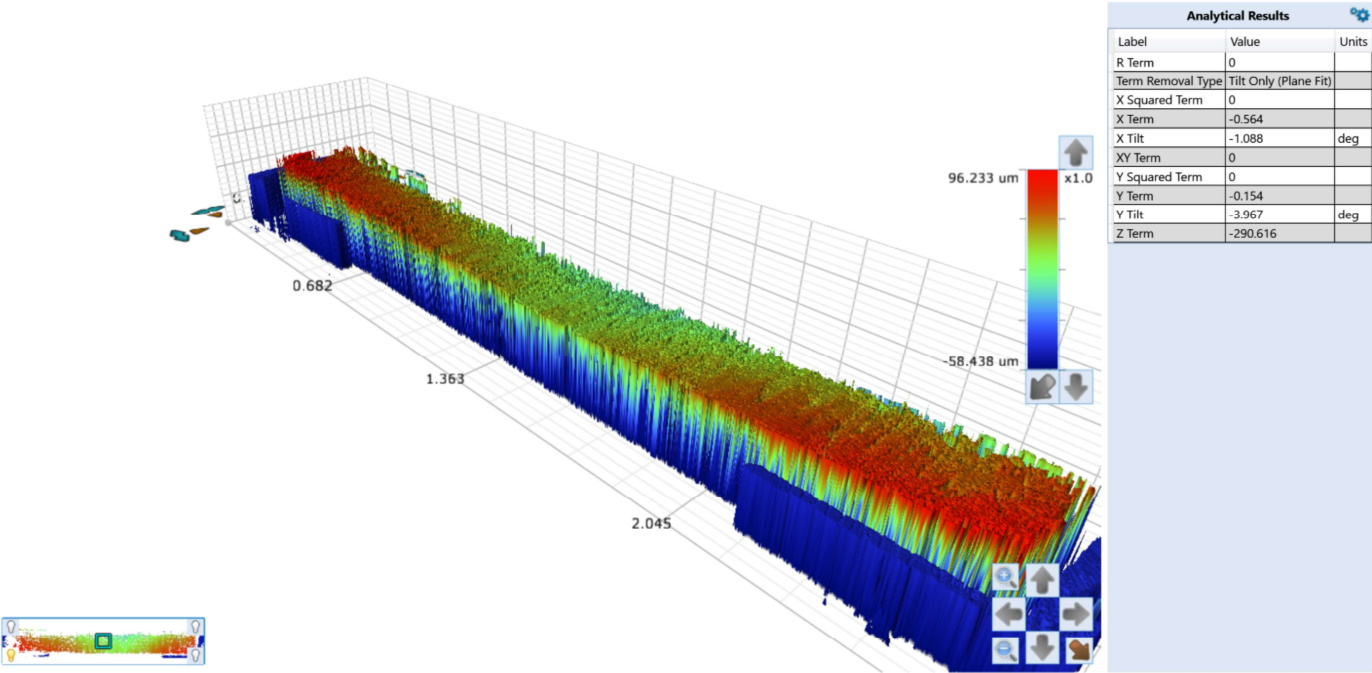 Analytical Results
Label Value Units
R Term 0
Term Removal Type Tilt Only (Plane Fit)
X Squared Term 0
X Term -0.564
X Tilt -1.088 deg
XY Term 0
Y Squared Term 0
Y Term -0.154
Y Tilt -3.967 deg
Z Term -290.616
96.233 um x1.0
-58.438 um
0.682
1.363
2.045